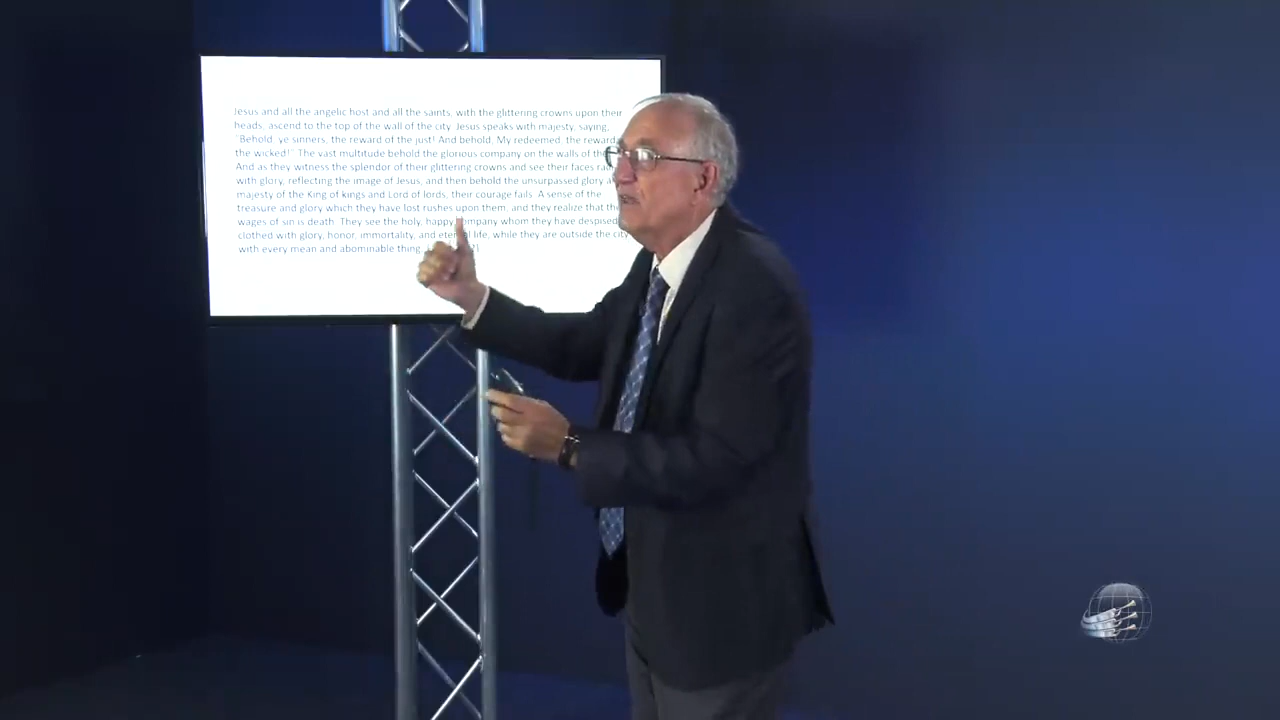 Jesus and all the angelic host and all the saints, with the glittering crowns upon their
heads, ascend to the top of the wall of the city. Jesus speaks with majesty, saying,
"Behold, ye sinners, the reward of the just! And behold, My redeemed, the reward
the wicked!" The vast multitude behold the glorious company on the walls of the
And as they witness the splendor of their glittering crowns and see their faces
with glory, reflecting the image of Jesus, and then behold the unsurpassed glory
majesty of the King of kings and Lord of lords, their courage fails. A sense of the
treasure and glory which they have lost rushes upon them, and they realize that
wages of sin is death. They see the holy, happy whom they have despised
clothed with glory, honor, immortality, and life, while they are outside the city
with every mean and abominable thing.